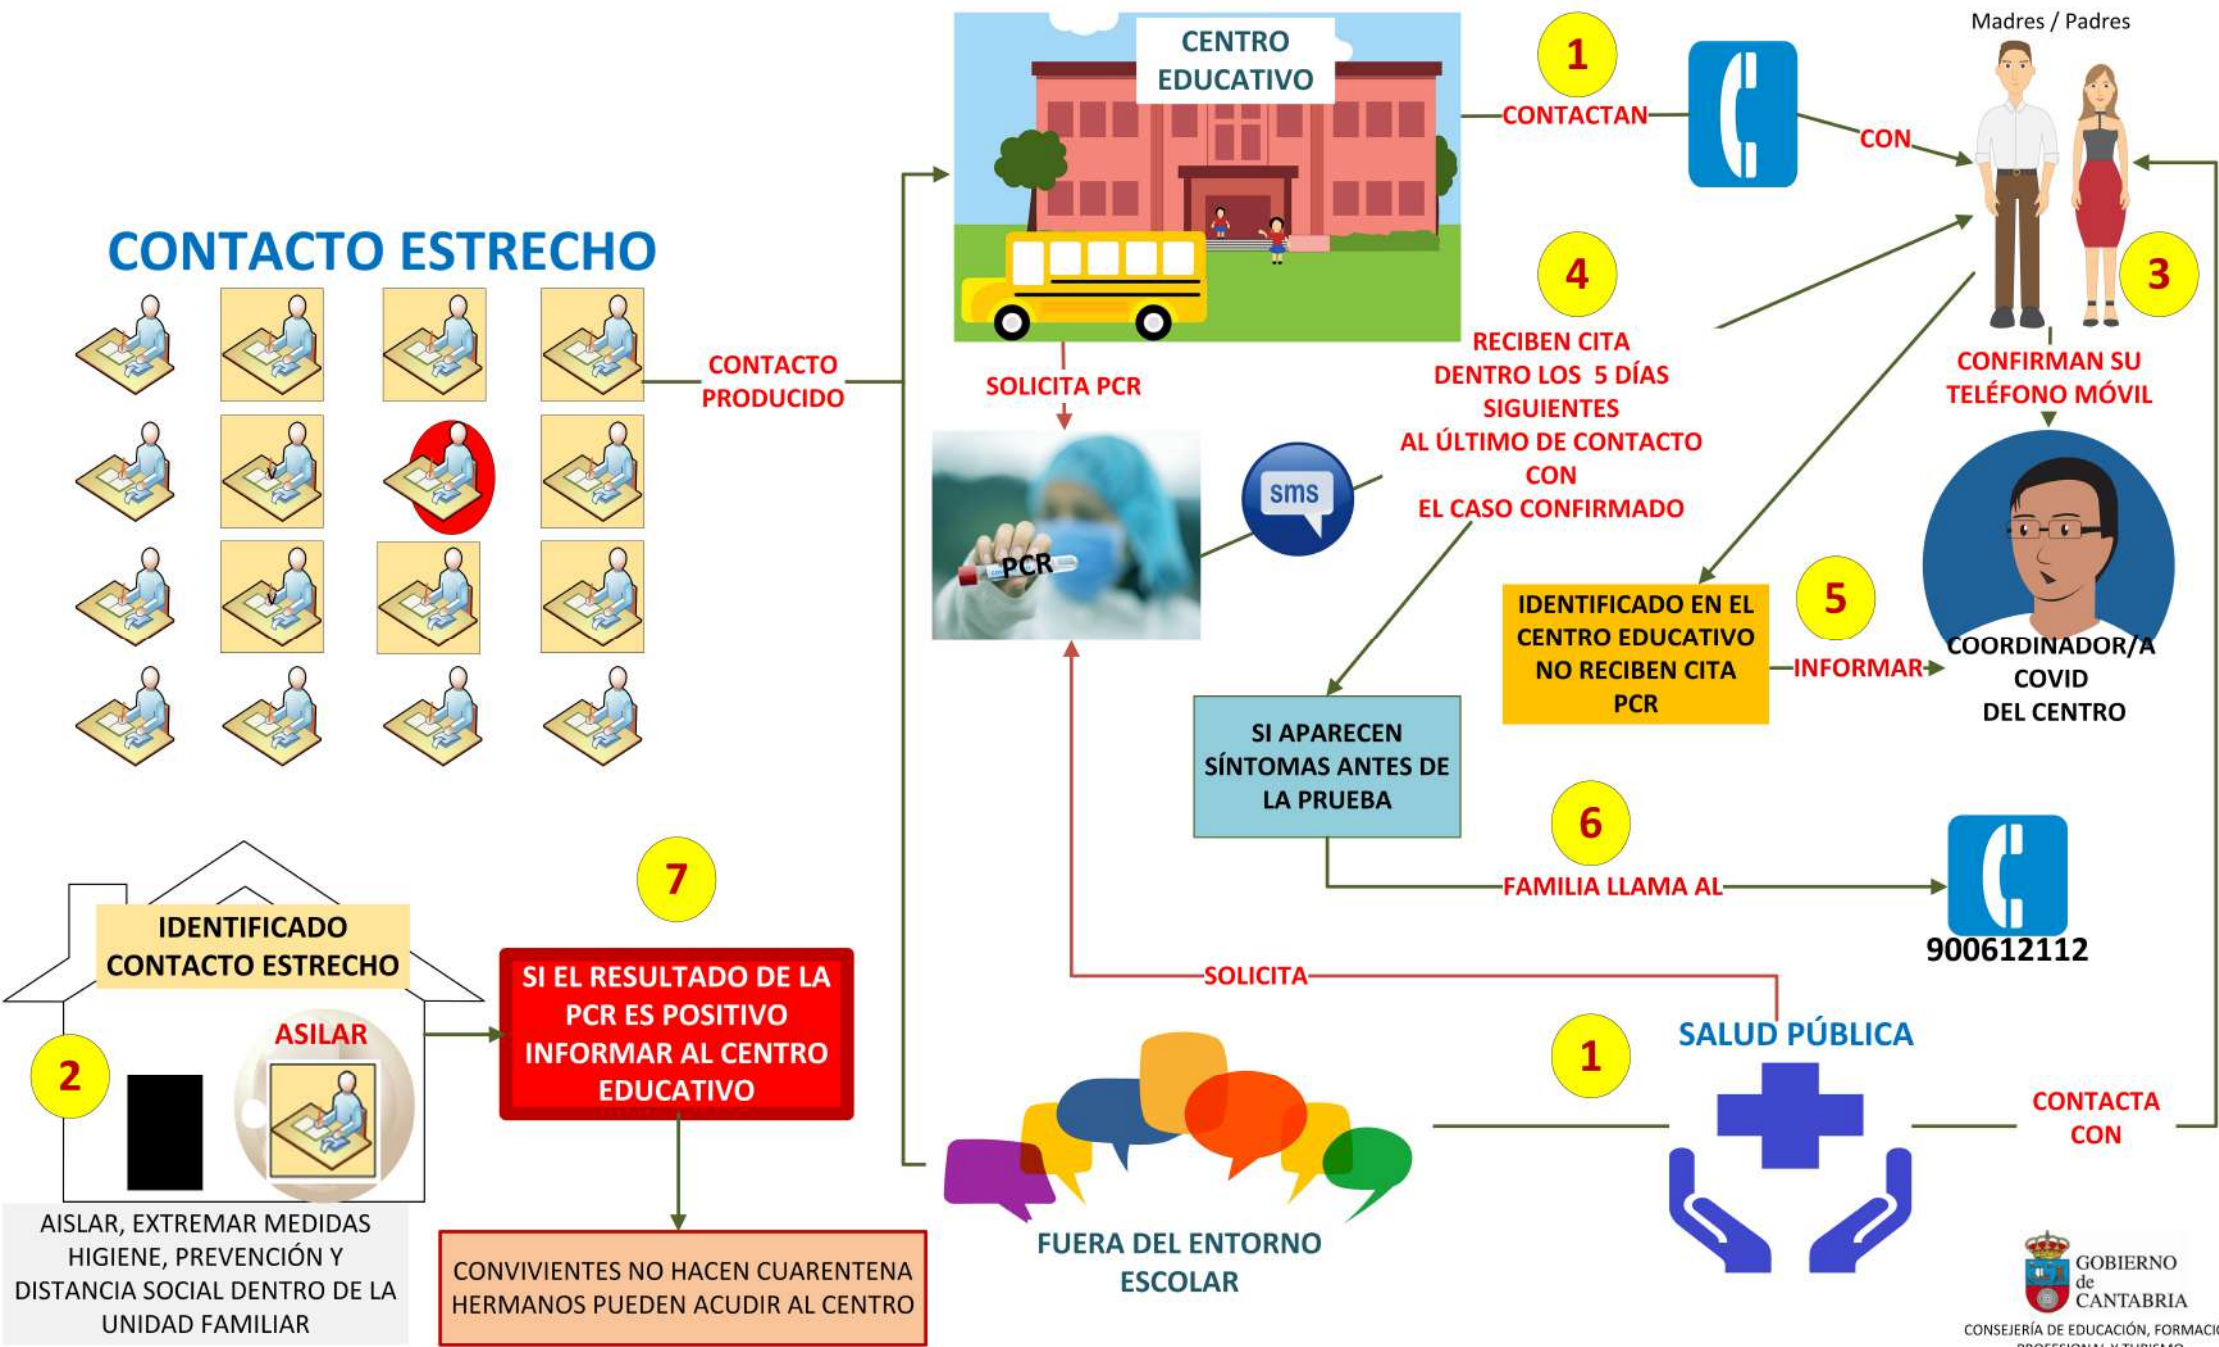 Madres / Padres
CENTRO
EDUCATIVO
1
CONTACTAN
CON
CONTACTO ESTRECHO
3
4
CONTACTO
PRODUCIDO
SOLICITA PCR
RECIBEN CITA
DENTRO LOS 5 DÍAS
SIGUIENTES
AL ÚLTIMO DE CONTACTO
CON
EL CASO CONFIRMADO
CONFIRMAN SU
TELÉFONO MÓVIL
V
V
sms
PCR
IDENTIFICADO EN EL
CENTRO EDUCATIVO
NO RECIBEN CITA
PCR
5
INFORMAR
COORDINADOR/A
COVID
DEL CENTRO
SI APARECEN
SÍNTOMAS ANTES DE
LA PRUEBA
6
FAMILIA LLAMA AL
900612112
7
IDENTIFICADO
CONTACTO ESTRECHO
2
ASILAR
SI EL RESULTADO DE LA
PCR ES POSITIVO
INFORMAR AL CENTRO
EDUCATIVO
SOLICITA
1
SALUD PÚBLICA
CONTACTA
CON
AISLAR, EXTREMAR MEDIDAS
HIGIENE, PREVENCIÓN Y
DISTANCIA SOCIAL DENTRO DE LA
UNIDAD FAMILIAR
CONVIVIENTES NO HACEN CUARENTENA
HERMANOS PUEDEN ACUDIR AL CENTRO
FUERA DEL ENTORNO
ESCOLAR
GOBIERNO
de
CANTABRIA
CONSEJERÍA DE EDUCACIÓN, FORMACIÓ
PROFESIONAL Y TURISMO